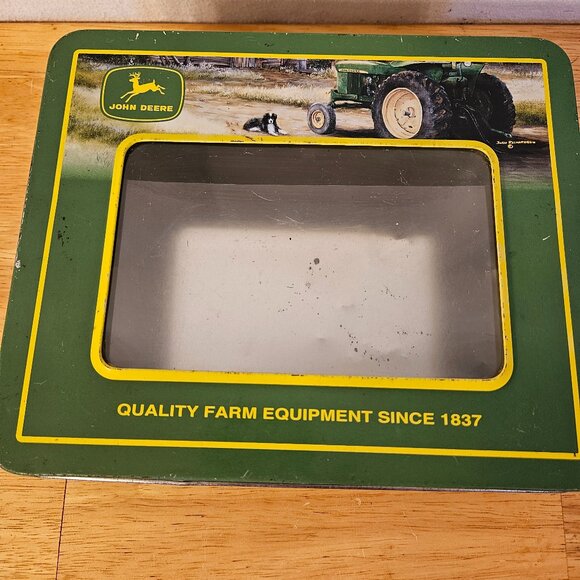 JOHN DEERE
QUALITY FARM EQUIPMENT SINCE 1837